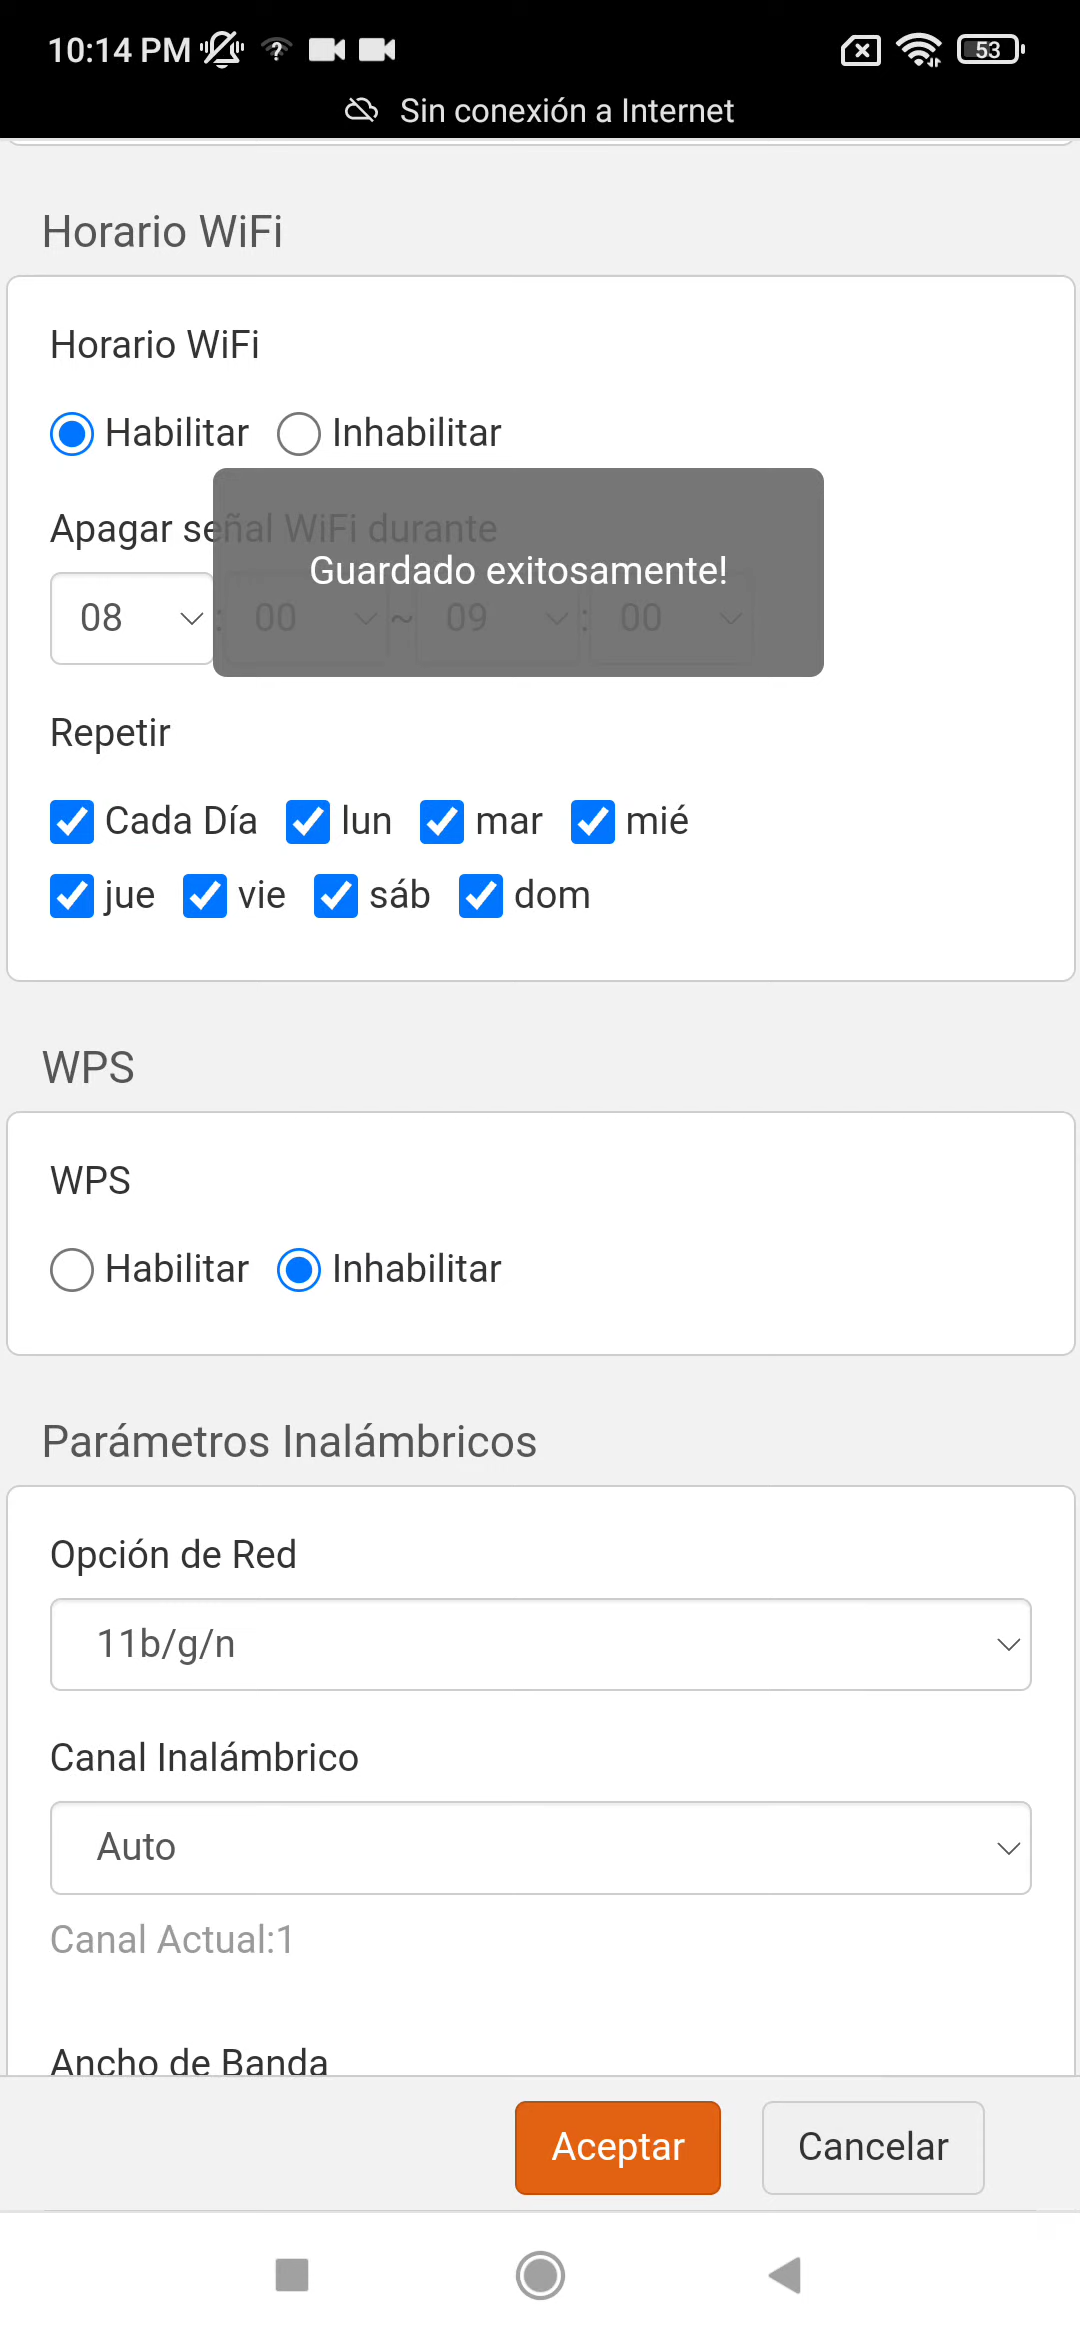 10:14 PM 53
Sin conexión a Internet
Horario WiFi
Horario WiFi
Habilitar Inhabilitar
Apagar señal WiFi durante
Guardado exitosamente!
08 : 00 ~ 09 : 00
Repetir
Cada Día lun mar mié
jue vie sáb dom
WPS
WPS
Habilitar Inhabilitar
Parámetros Inalámbricos
Opción de Red
11b/g/n
Canal Inalámbrico
Auto
Canal Actual:1
Ancho de Banda
Aceptar Cancelar